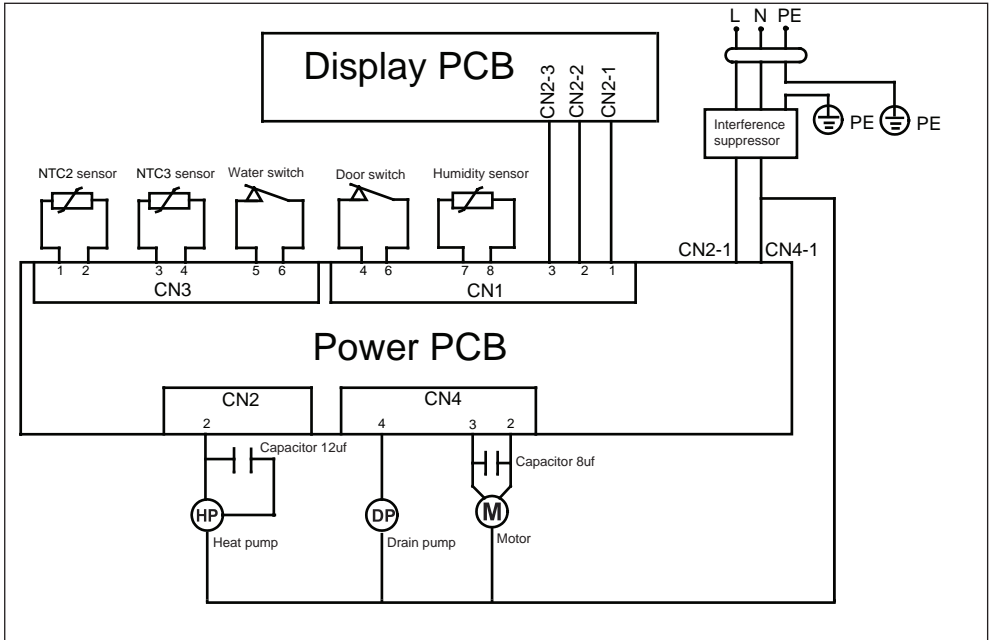 L N PE
Display PCB
CN2-3
CN2-2
CN2-1
Interference
suppressor
PE
PE
NTC2 sensor
NTC3 sensor
Water switch
Door switch
Humidity sensor
CN2-1
CN4-1
1 2 3 4 5 6 4 6 7 8 3 2 1
CN3
CN1
Power PCB
CN2
CN4
2
4
3
2
Capacitor 12uf
Capacitor 8uf
HP
DP
M
Heat pump
Drain pump
Motor